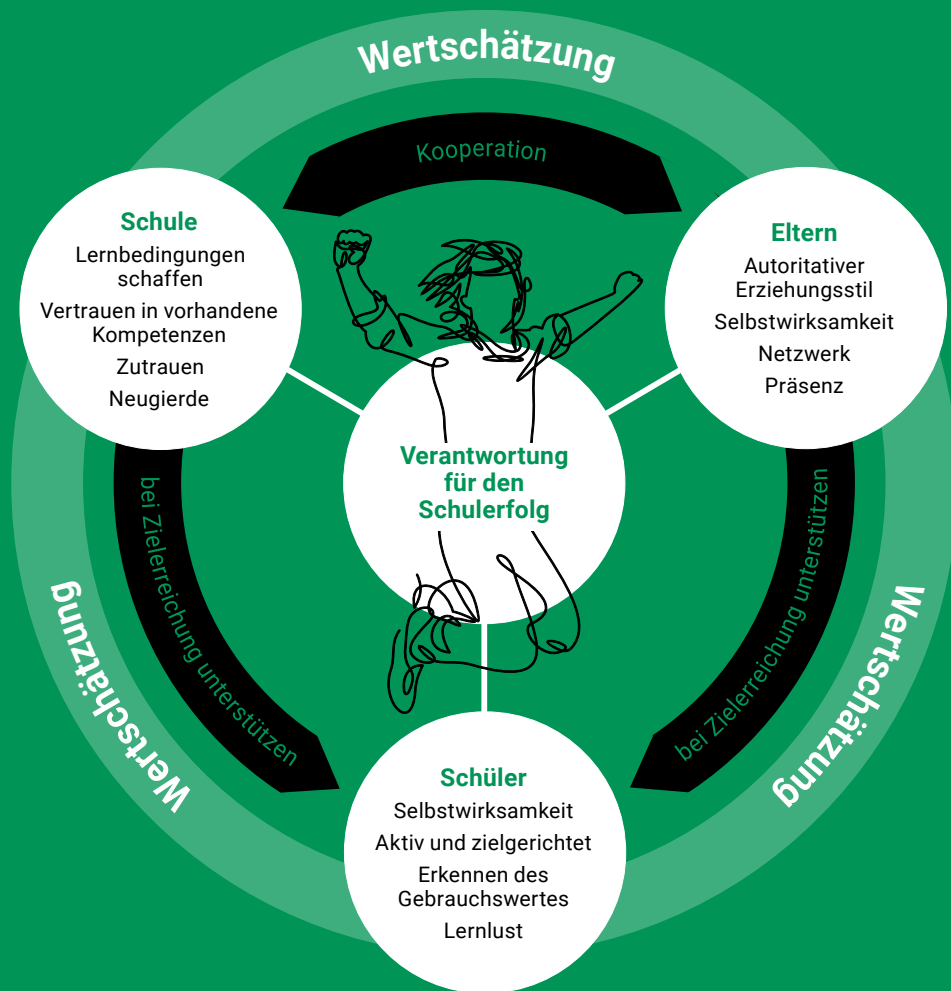 Wertschätzung
Kooperation
Schule
Lernbedingungen
schaffen
Vertrauen in vorhandene
Kompetenzen
Zutrauen
Neugierde
Eltern
Autoritativer
Erziehungsstil
Selbstwirksamkeit
Netzwerk
Präsenz
Verantwortung
für den
Schulerfolg
bei Zielerreichung unterstützen
bei Zielerreichung unterstützen
Wertschätzung
Wertschätzung
Schüler
Selbstwirksamkeit
Aktiv und zielgerichtet
Erkennen des
Gebrauchswertes
Lernlust